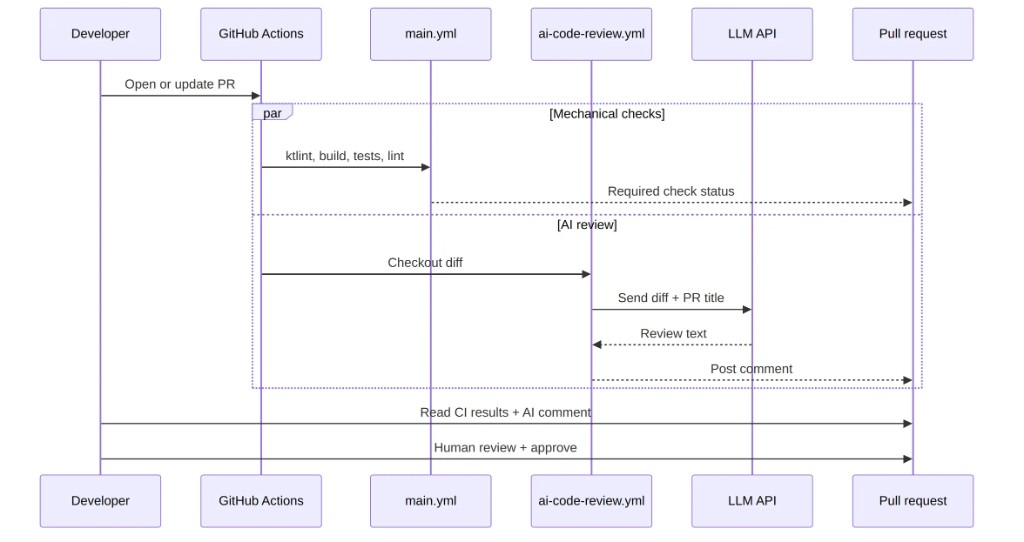 Developer
GitHub Actions
main.yml
ai-code-review.yml
LLM API
Pull request
Open or update PR
par
[Mechanical checks]
ktlint, build, tests, lint
Required check status
[AI review]
Checkout diff
Send diff + PR title
Review text
Post comment
Read CI results + AI comment
Human review + approve
Developer
GitHub Actions
main.yml
ai-code-review.yml
LLM API
Pull request